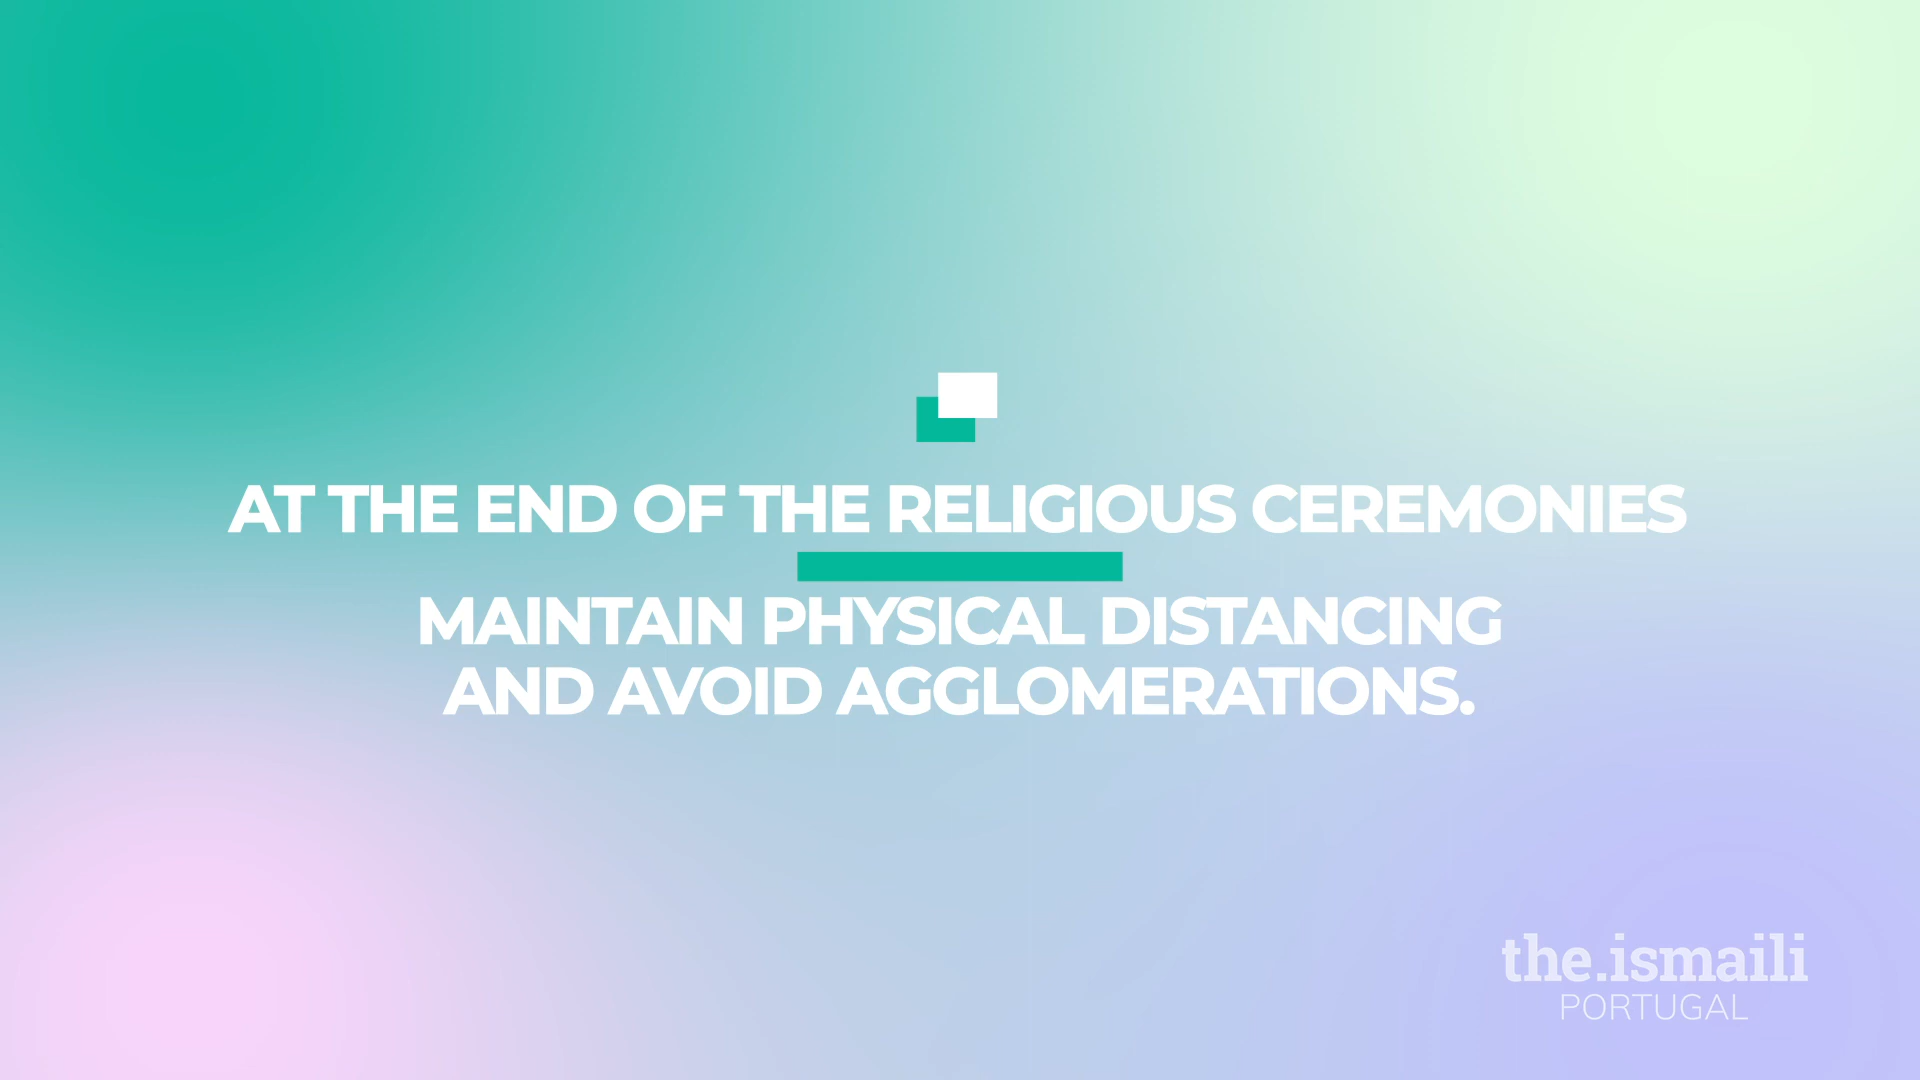 AT THE END OF THE RELIGIOUS CEREMONIES
MAINTAIN PHYSICAL DISTANCING
AND AVOID AGGLOMERATIONS.
the.ismaili
PORTUGAL